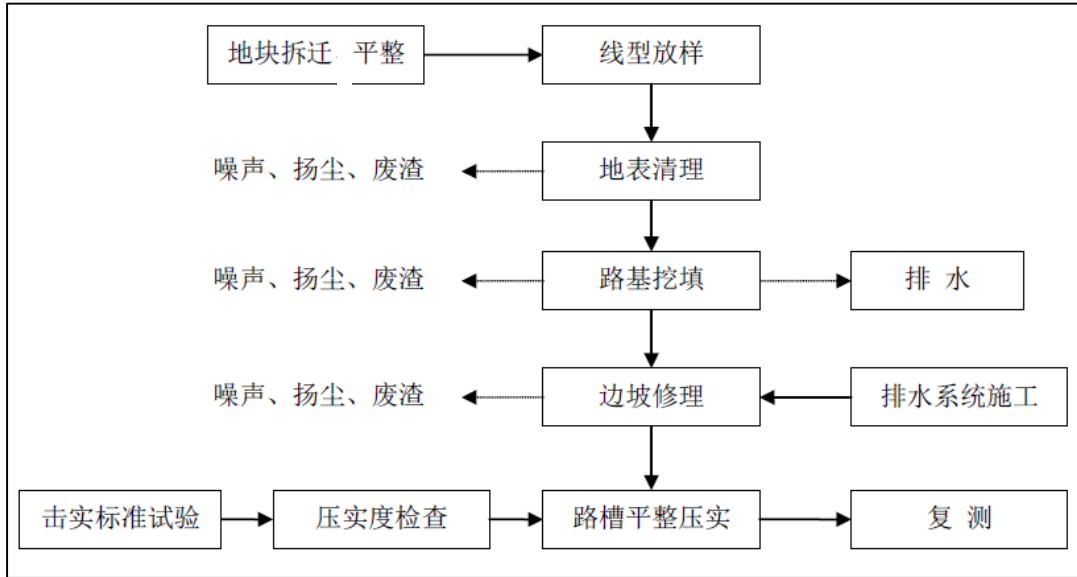 地块拆迁、平整
线型放样
噪声、扬尘、废渣
地表清理
噪声、扬尘、废渣
路基挖填
排 水
噪声、扬尘、废渣
边坡修理
排水系统施工
击实标准试验
压实度检查
路槽平整压实
复 测